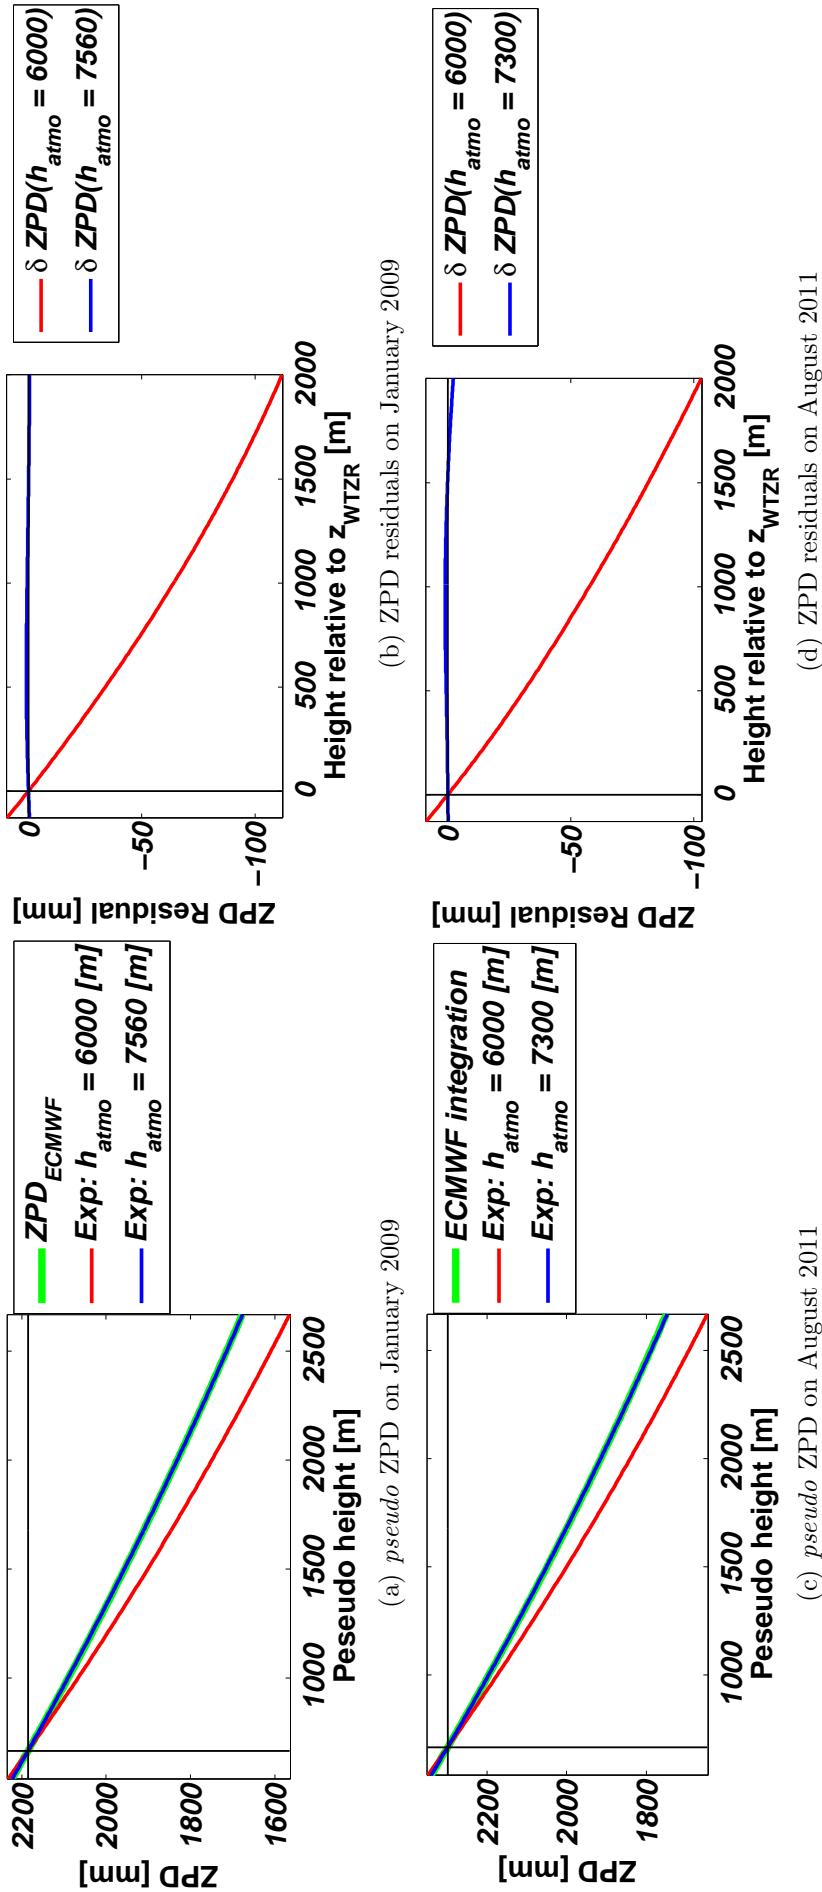 2200
2000
1800
1600
ZPD [mm]
1000
1500
2000
2500
Peseudo height [m]
ZPD_ECMWF
Exp: h_atmo = 6000 [m]
Exp: h_atmo = 7560 [m]
(a) pseudo ZPD on January 2009
0
−50
−100
ZPD Residual [mm]
0
500
1000
1500
2000
Height relative to z_WTZR [m]
δ ZPD(h_atmo = 6000)
δ ZPD(h_atmo = 7560)
(b) ZPD residuals on January 2009
2200
2000
1800
ZPD [mm]
1000
1500
2000
2500
Peseudo height [m]
ECMWF integration
Exp: h_atmo = 6000 [m]
Exp: h_atmo = 7300 [m]
(c) pseudo ZPD on August 2011
0
−50
−100
ZPD Residual [mm]
0
500
1000
1500
2000
Height relative to z_WTZR [m]
δ ZPD(h_atmo = 6000)
δ ZPD(h_atmo = 7300)
(d) ZPD residuals on August 2011